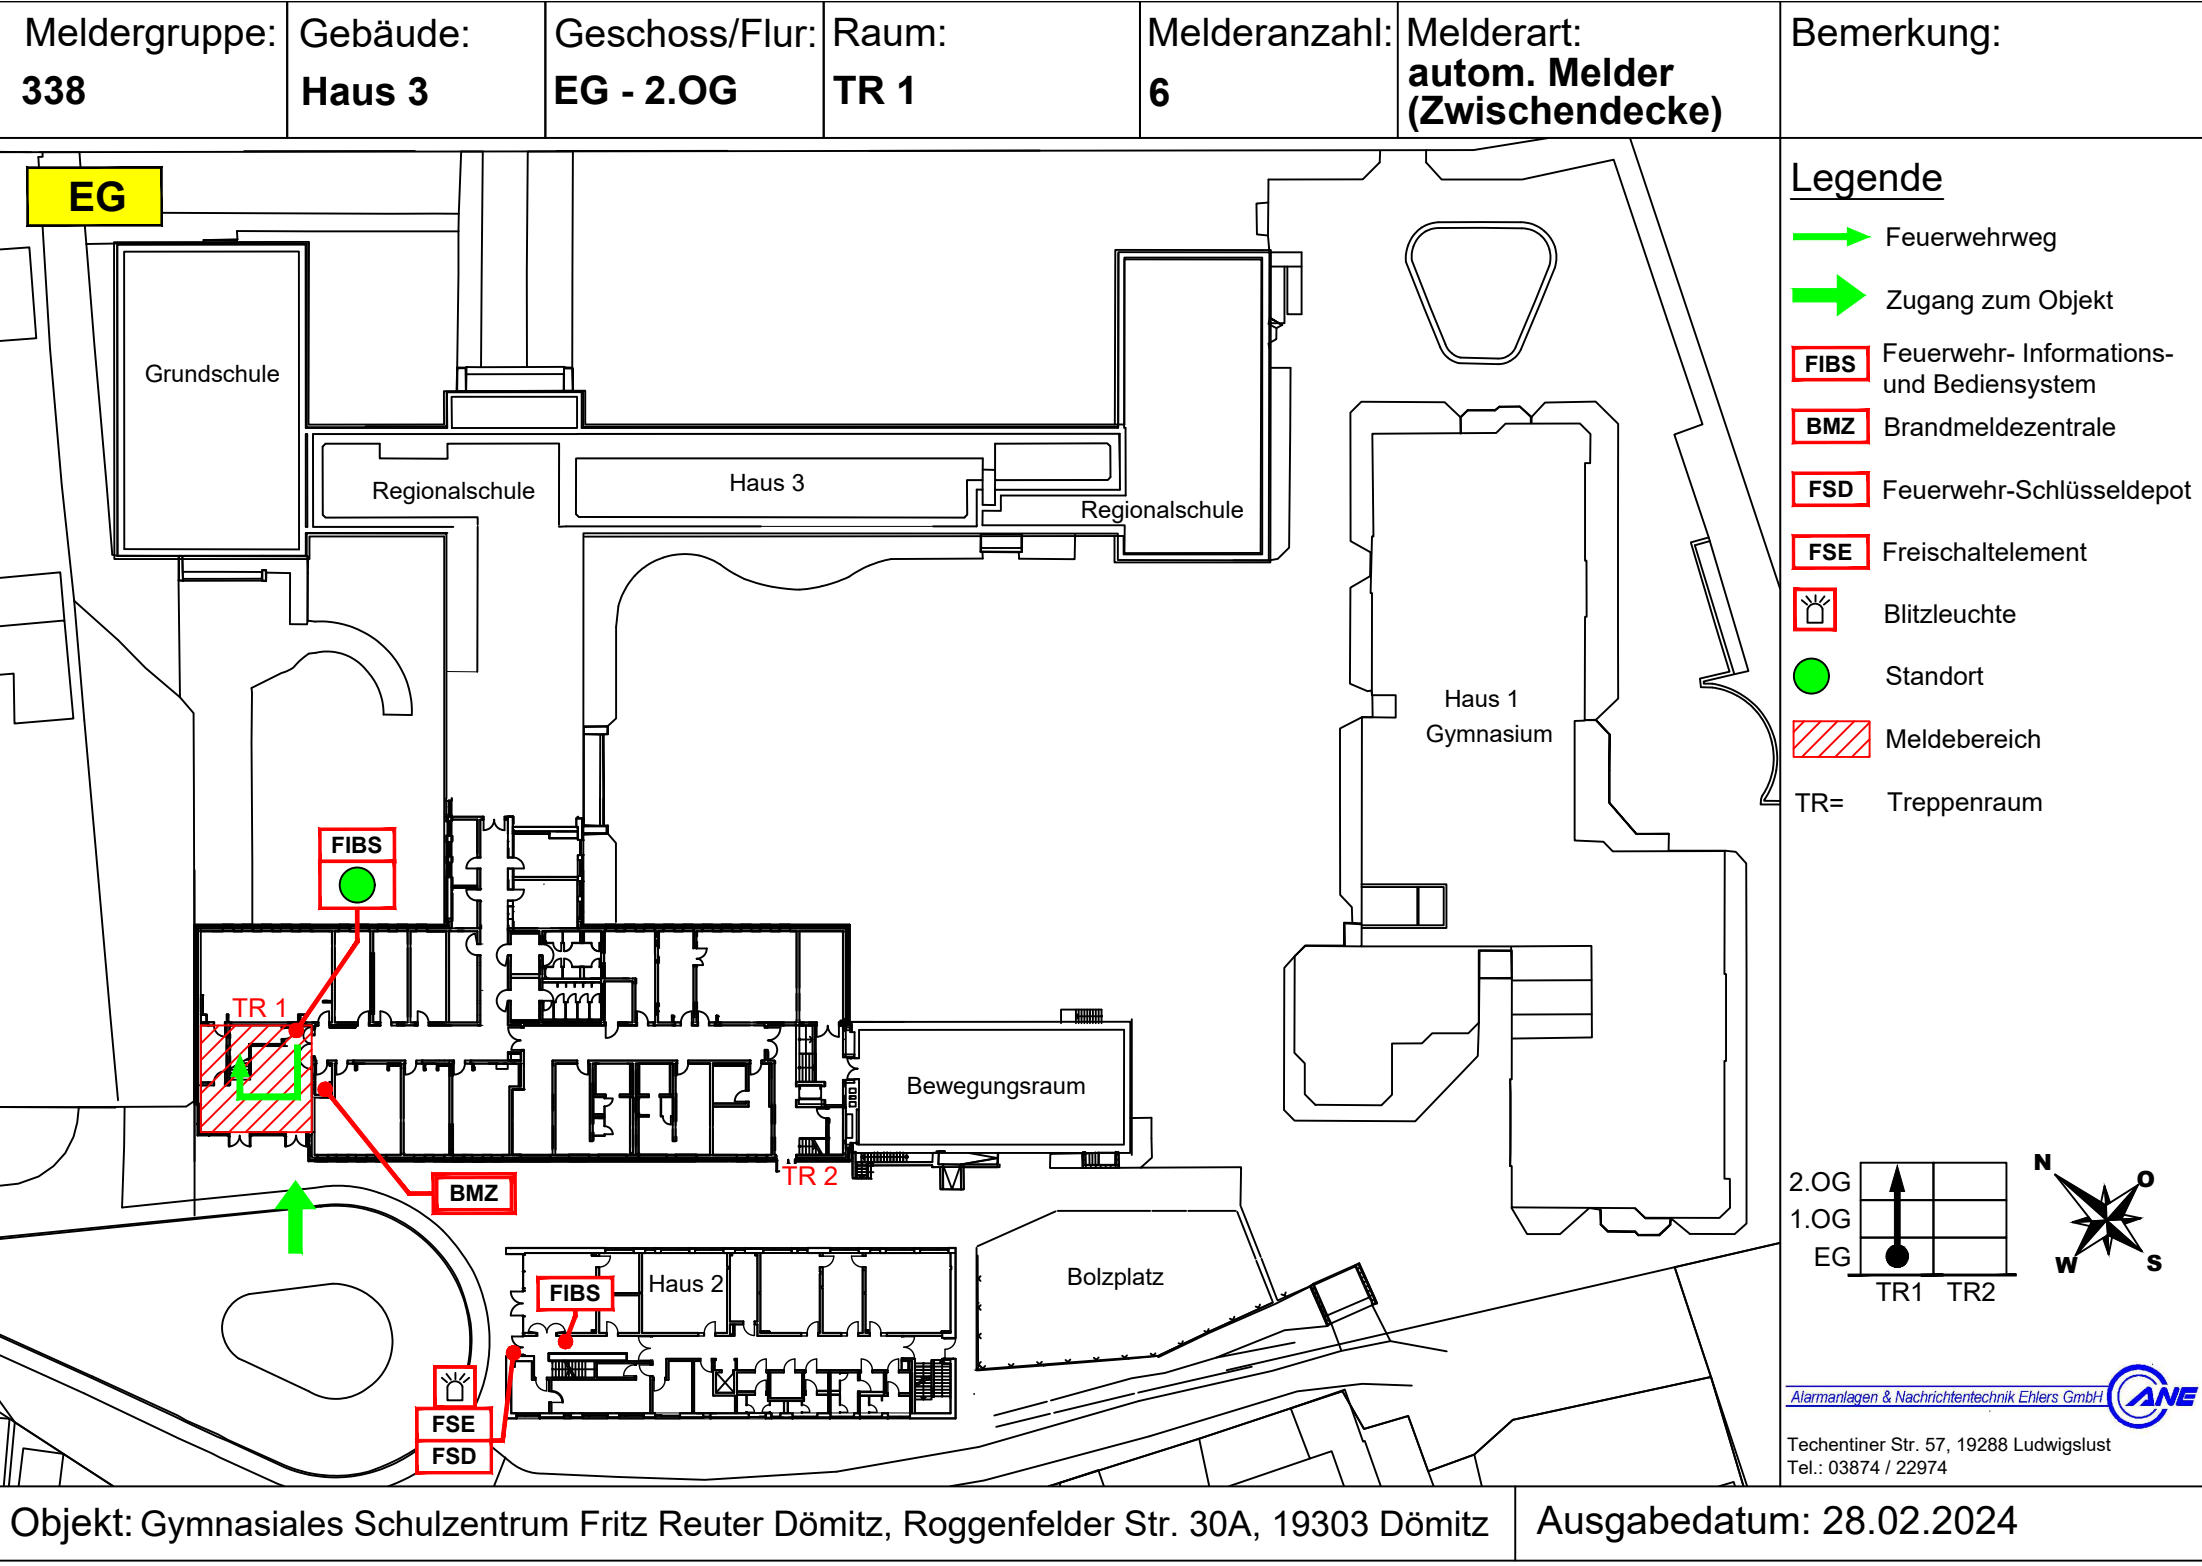 Meldergruppe:
338
Gebäude:
Haus 3
Geschoss/Flur:
EG - 2.OG
Raum:
TR 1
Melderanzahl:
6
Melderart:
autom. Melder
(Zwischendecke)
Bemerkung:
EG
Grundschule
Regionalschule
Haus 3
Regionalschule
Haus 1
Gymnasium
FIBS
TR 1
Bewegungsraum
TR 2
BMZ
Haus 2
FIBS
Bolzplatz
FSE
FSD
Legende
Feuerwehrweg
Zugang zum Objekt
FIBS Feuerwehr- Informations-
und Bediensystem
BMZ Brandmeldezentrale
FSD Feuerwehr-Schlüsseldepot
FSE Freischaltelement
Blitzleuchte
Standort
Meldebereich
TR= Treppenraum
2.OG
1.OG
EG
TR1 TR2
N
O
W
S
Alarmanlagen & Nachrichtentechnik Ehlers GmbH ANE
Techentiner Str. 57, 19288 Ludwigslust
Tel.: 03874 / 22974
Objekt: Gymnasiales Schulzentrum Fritz Reuter Dömitz, Roggenfelder Str. 30A, 19303 Dömitz
Ausgabedatum: 28.02.2024